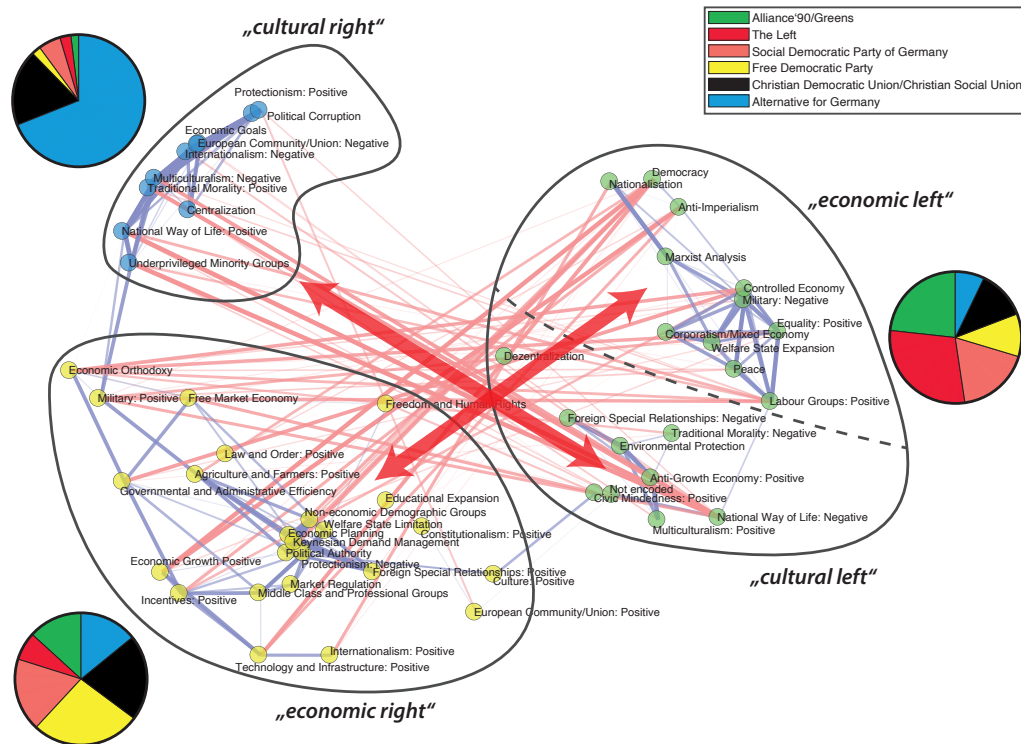 „cultural right“
Alliance'90/Greens
The Left
Social Democratic Party of Germany
Free Democratic Party
Christian Democratic Union/Christian Social Union
Alternative for Germany
Protectionism: Positive
Political Corruption
Economic Goals
European Community/Union: Negative
Internationalism: Negative
Multiculturalism: Negative
Traditional Morality: Positive
Centralization
National Way of Life: Positive
Underprivileged Minority Groups
„economic left“
Democracy
Nationalisation
Anti-Imperialism
Marxist Analysis
Controlled Economy
Military: Negative
Equality: Positive
Corporatism/Mixed Economy
Welfare State Expansion
Dezentralization
Peace
Labour Groups: Positive
Foreign Special Relationships: Negative
Traditional Morality: Negative
Environmental Protection
Anti-Growth Economy: Positive
Not encoded
Civic Mindedness: Positive
National Way of Life: Negative
Multiculturalism: Positive
„cultural left“
Economic Orthodoxy
Military: Positive
Free Market Economy
Freedom and Human Rights
Law and Order: Positive
Agriculture and Farmers: Positive
Governmental and Administrative Efficiency
Educational Expansion
Non-economic Demographic Groups
Welfare State Limitation
Constitutionalism: Positive
Economic Planning
Keynesian Demand Management
Political Authority
Protectionism: Negative
Economic Growth Positive
Foreign Special Relationships: Positive
Culture: Positive
Market Regulation
Middle Class and Professional Groups
Incentives: Positive
European Community/Union: Positive
Internationalism: Positive
Technology and Infrastructure: Positive
„economic right“